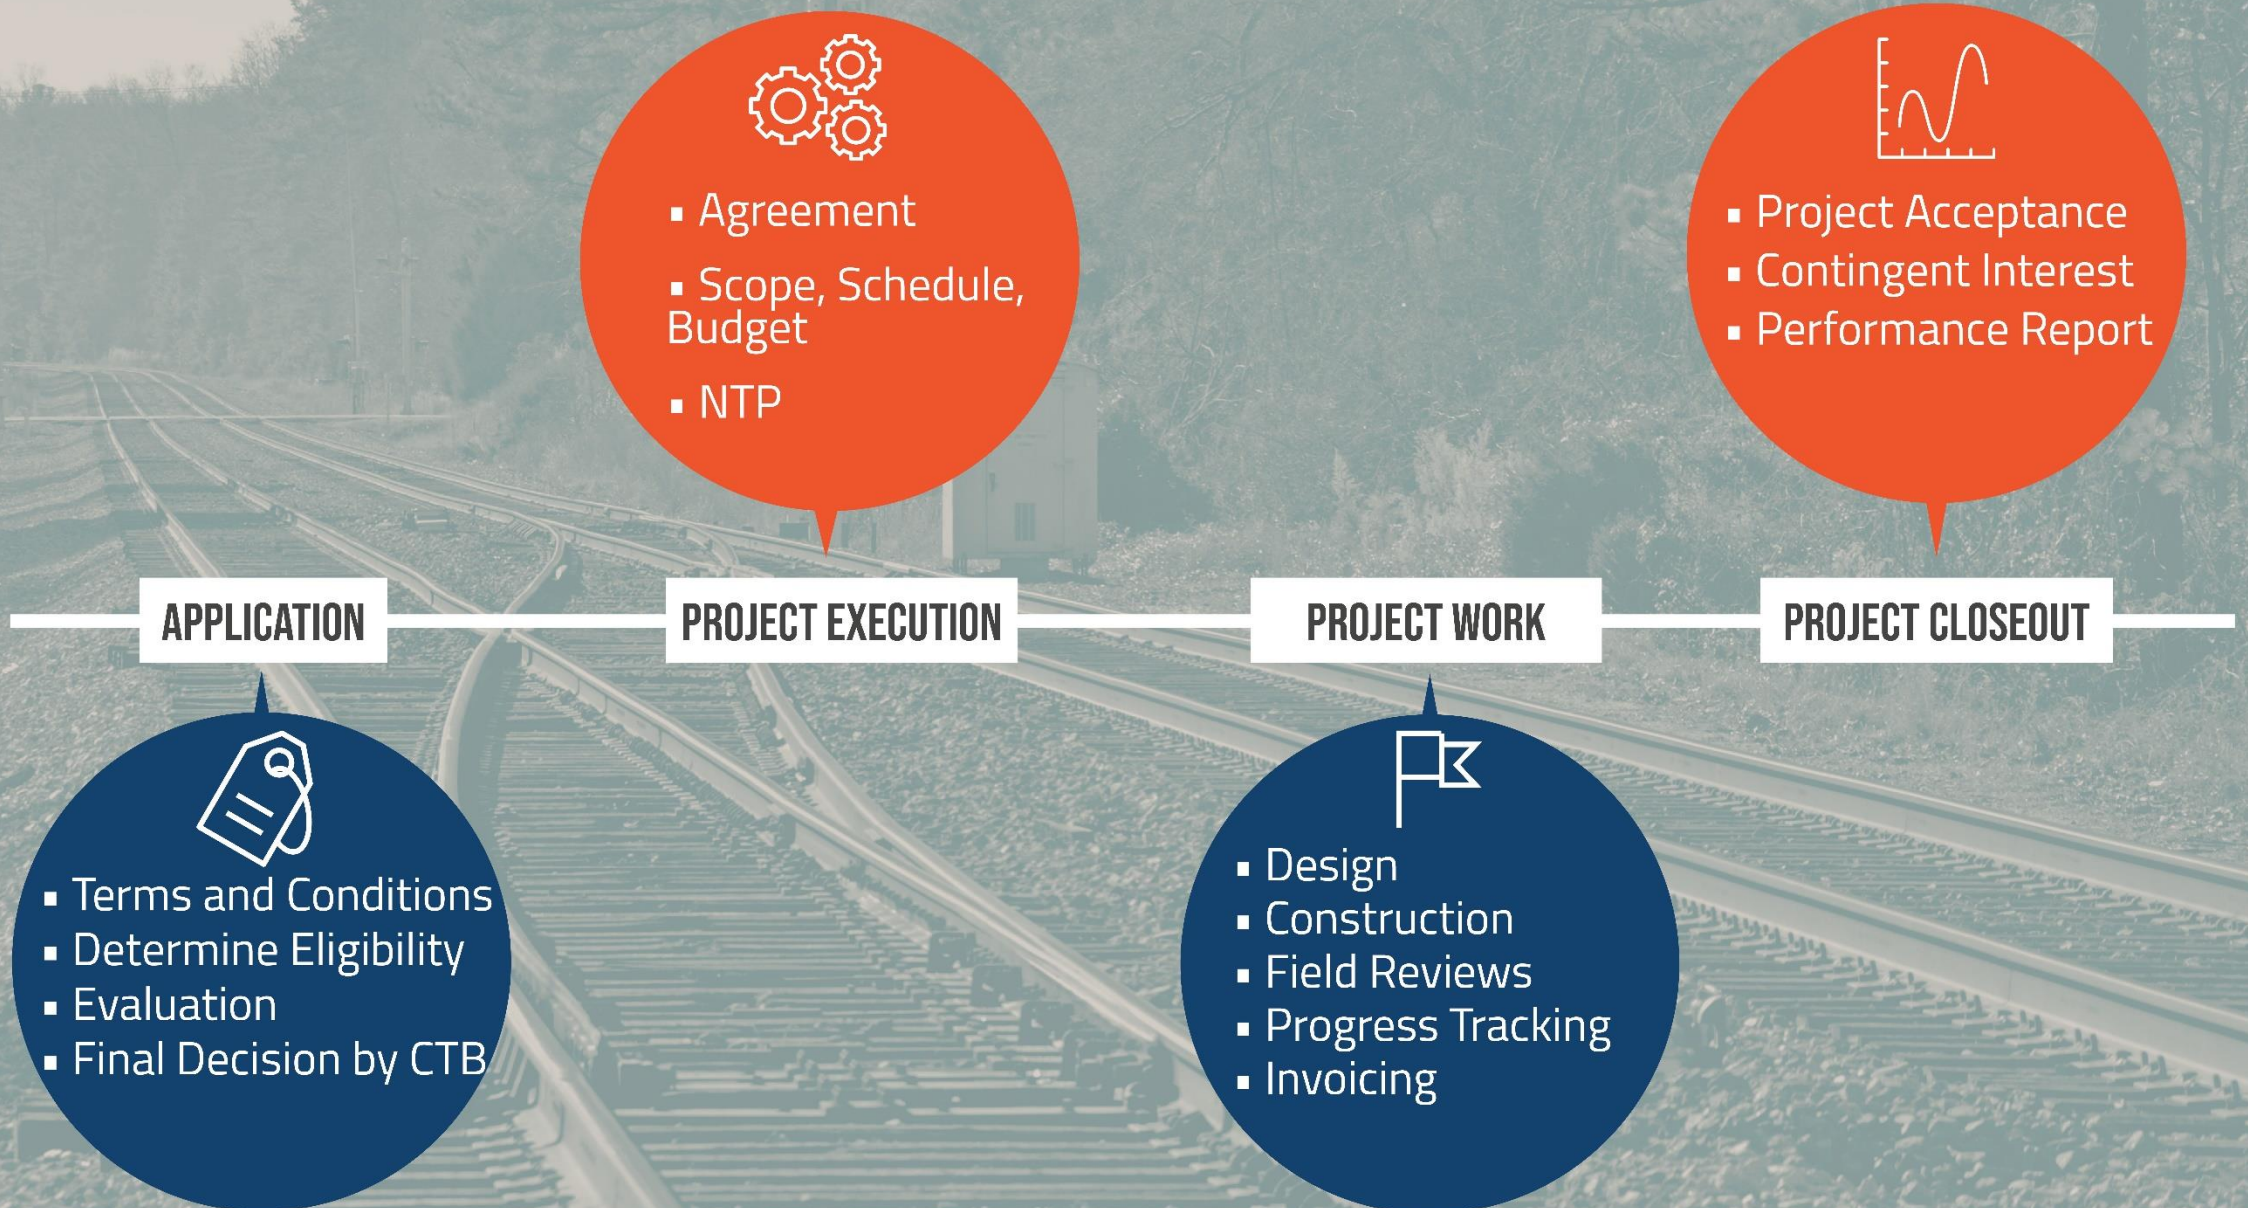 APPLICATION
▪ Terms and Conditions
▪ Determine Eligibility
▪ Evaluation
▪ Final Decision by CTB
PROJECT EXECUTION
▪ Agreement
▪ Scope, Schedule,
Budget
▪ NTP
PROJECT WORK
▪ Design
▪ Construction
▪ Field Reviews
▪ Progress Tracking
▪ Invoicing
PROJECT CLOSEOUT
▪ Project Acceptance
▪ Contingent Interest
▪ Performance Report